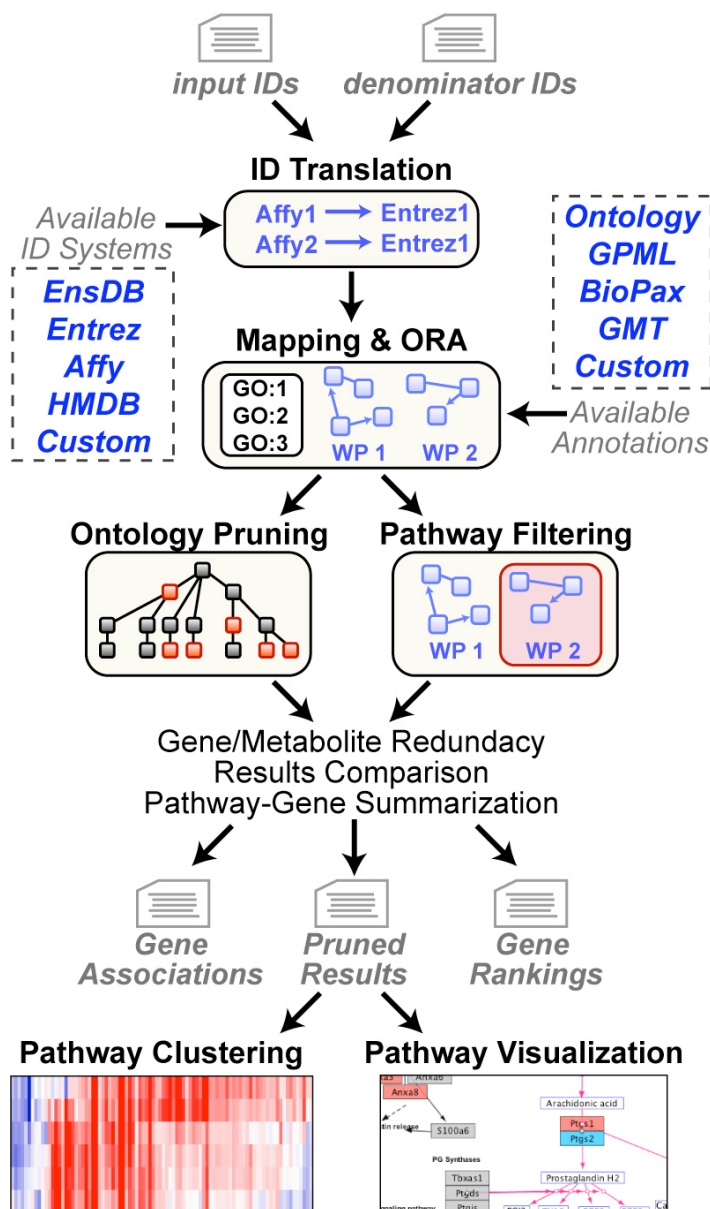 input IDs
denominator IDs
ID Translation
Affy1 Entrez1
Affy2 Entrez1
Available
ID Systems
EnsDB
Entrez
Affy
HMDB
Custom
Ontology
GPML
BioPax
GMT
Custom
Mapping & ORA
GO:1
GO:2
GO:3
WP 1
WP 2
Available
Annotations
Ontology Pruning
Pathway Filtering
WP 1
WP 2
Gene/Metabolite Redundacy
Results Comparison
Pathway-Gene Summarization
Gene
Associations
Pruned
Results
Gene
Rankings
Pathway Clustering
Pathway Visualization
Anxa6
Anxa8
S100a6
Arachidonic acid
Ptgs1
Ptgs2
PG Synthases
Tbxas1
Ptgds
Prostaglandin H2